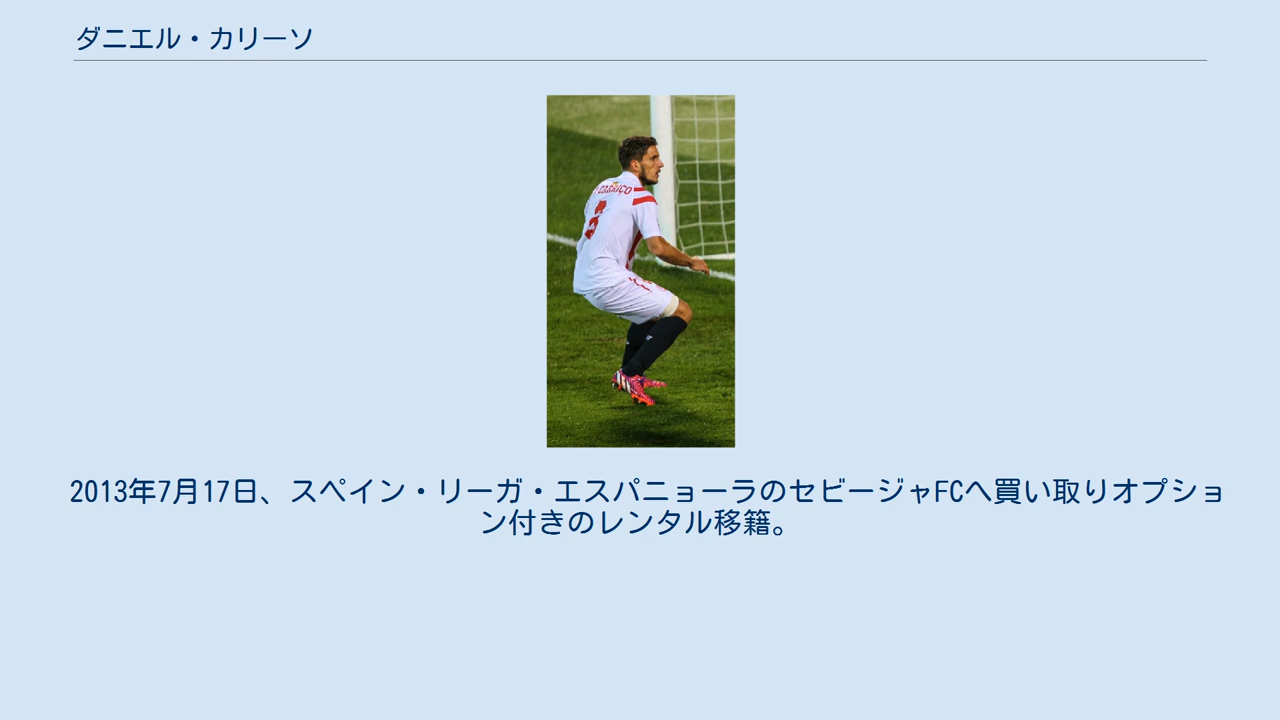 ダニエル・カリーソ
CARRIÇO
2013年7月17日、スペイン・リーガ・エスパニョーラのセビージャFCへ買い取りオプショ
ン付きのレンタル移籍。